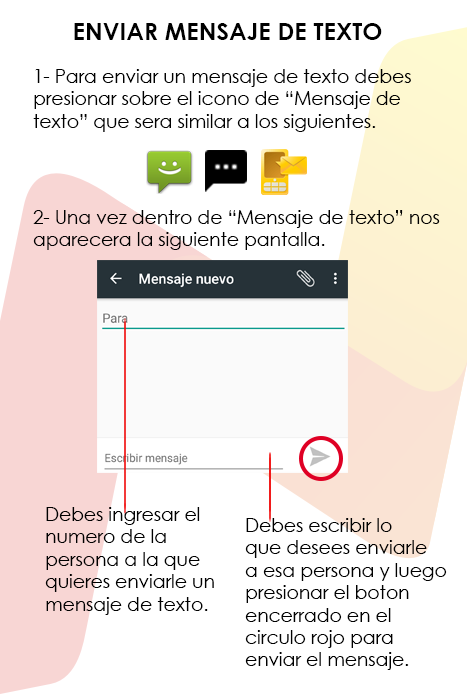 ENVIAR MENSAJE DE TEXTO
1- Para enviar un mensaje de texto debes
presionar sobre el icono de “Mensaje de
texto” que sera similar a los siguientes.
2- Una vez dentro de “Mensaje de texto” nos
aparecera la siguiente pantalla.
Mensaje nuevo
Para
Escribir mensaje
Debes ingresar el
numero de la
persona a la que
quieres enviarle un
mensaje de texto.
Debes escribir lo
que desees enviarle
a esa persona y luego
presionar el boton
encerrado en el
circulo rojo para
enviar el mensaje.